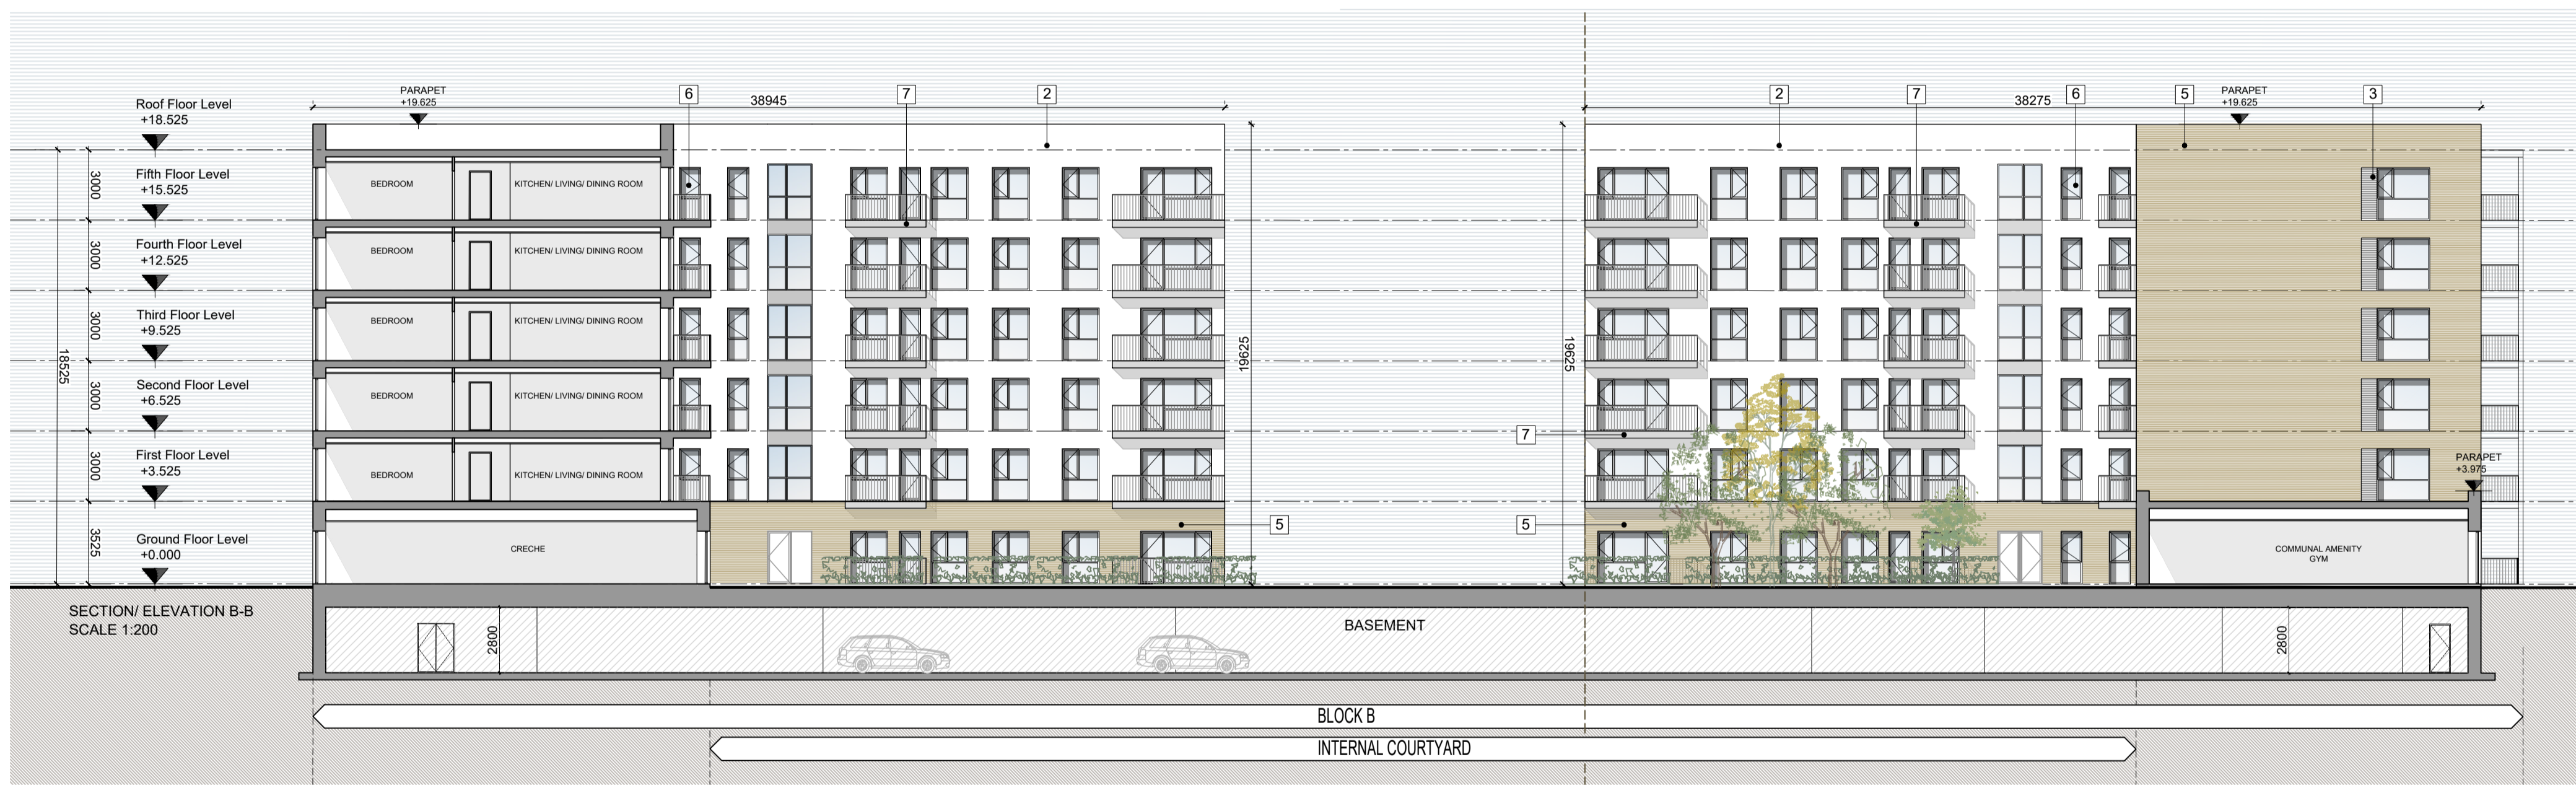 Roof Floor Level
+18.525
PARAPET
+19.625
6
38945
7
2
2
7
38275
6
5
PARAPET
+19.625
3
Fifth Floor Level
+15.525
3000
BEDROOM
KITCHEN/ LIVING/ DINING ROOM
Fourth Floor Level
+12.525
3000
BEDROOM
KITCHEN/ LIVING/ DINING ROOM
Third Floor Level
+9.525
3000
BEDROOM
KITCHEN/ LIVING/ DINING ROOM
18525
19625
19625
Second Floor Level
+6.525
3000
BEDROOM
KITCHEN/ LIVING/ DINING ROOM
7
First Floor Level
+3.525
3000
BEDROOM
KITCHEN/ LIVING/ DINING ROOM
PARAPET
+3.975
5
5
Ground Floor Level
+0.000
3525
CRECHE
COMMUNAL AMENITY
GYM
SECTION/ ELEVATION B-B
SCALE 1:200
2800
BASEMENT
2800
BLOCK B
INTERNAL COURTYARD